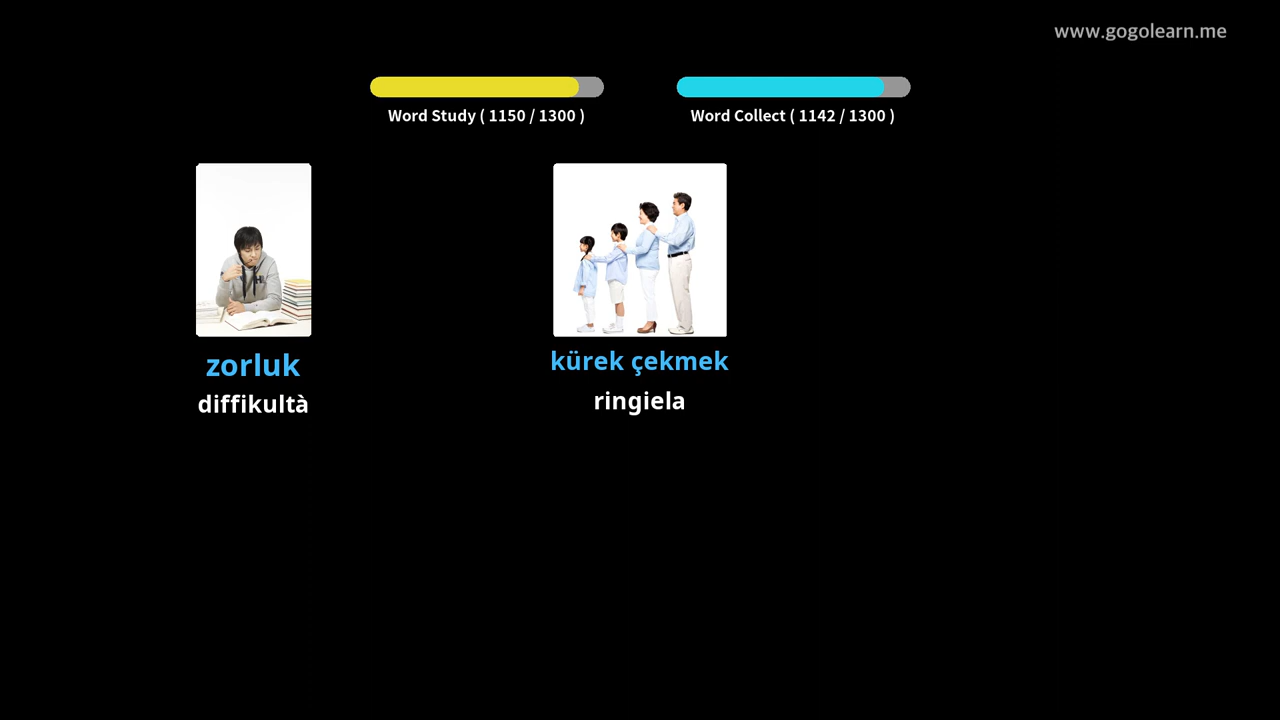 www.gogolearn.me
Word Study ( 1150 / 1300 )
Word Collect ( 1142 / 1300 )
zorluk
diffikultà
kürek çekmek
ringiela